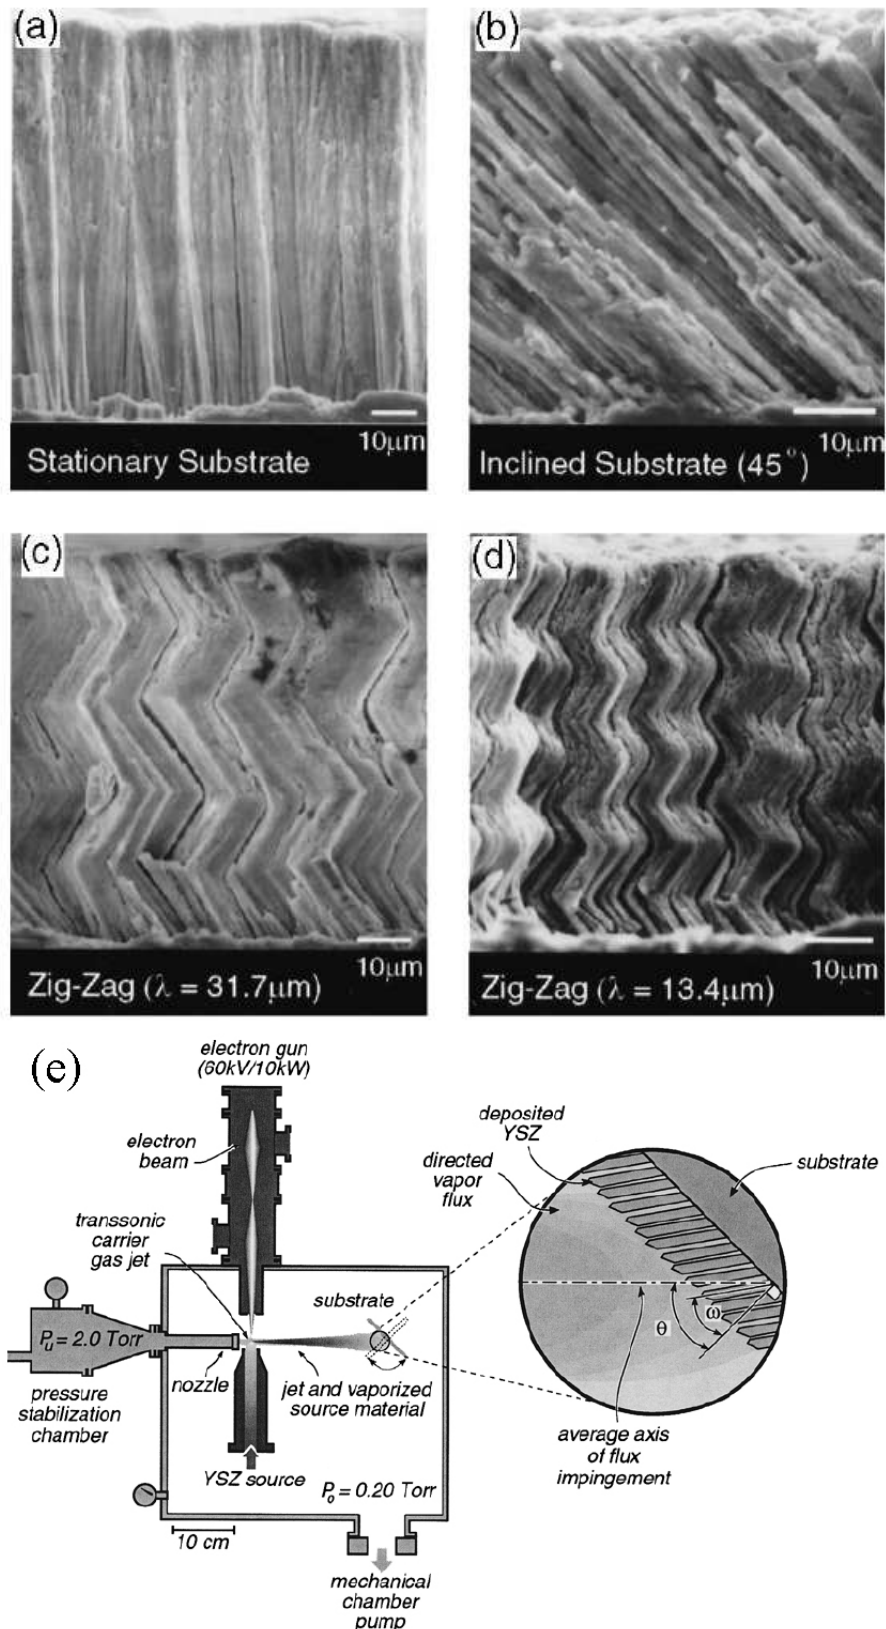 (a)
10μm
Stationary Substrate
(b)
10μm
Inclined Substrate (45°)
(c)
10μm
Zig-Zag (λ = 31.7μm)
(d)
10μm
Zig-Zag (λ = 13.4μm)
(e)
electron gun
(60kV/10kW)
electron
beam
transsonic
carrier
gas jet
Pu = 2.0 Torr
pressure
stabilization
chamber
nozzle
substrate
jet and vaporized
source material
YSZ source
Po = 0.20 Torr
10 cm
mechanical
chamber
pump
deposited
YSZ
directed
vapor
flux
substrate
θ
ω
average axis
of flux
impingement